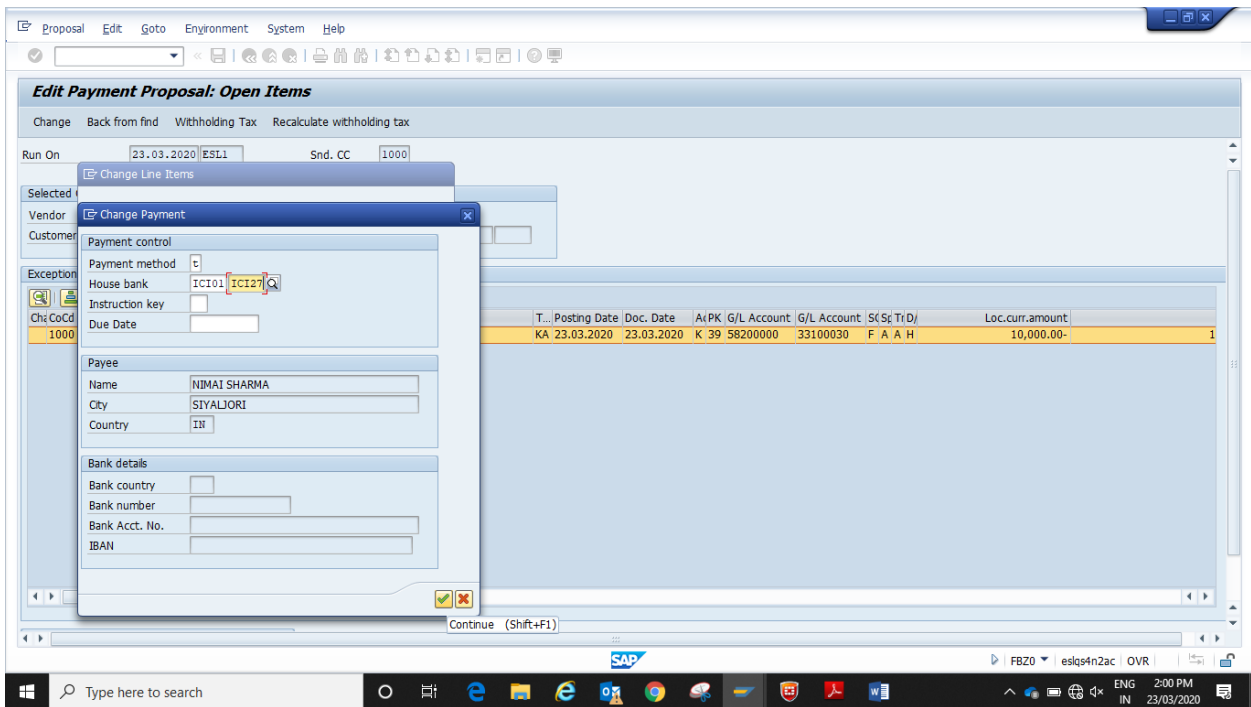 Proposal Edit Goto Environment System Help
Edit Payment Proposal: Open Items
Change Back from find Withholding Tax Recalculate withholding tax
Run On 23.03.2020 ESL1 Snd. CC 1000
Change Line Items
Selected
Vendor
Change Payment
Customer
Payment control
Payment method t
Exception
House bank ICI01 ICI27
Instruction key
Due Date
Cha CoCd T... Posting Date Doc. Date A( PK G/L Account G/L Account S( Sp Tr D/ Loc.curr.amount
1000 KA 23.03.2020 23.03.2020 K 39 58200000 33100030 F A A H 10,000.00- 1
Payee
Name NIMAI SHARMA
City SIYALJORI
Country IN
Bank details
Bank country
Bank number
Bank Acct. No.
IBAN
Continue (Shift+F1)
SAP
FBZ0 eslqs4n2ac OVR
Type here to search
ENG 2:00 PM
IN 23/03/2020